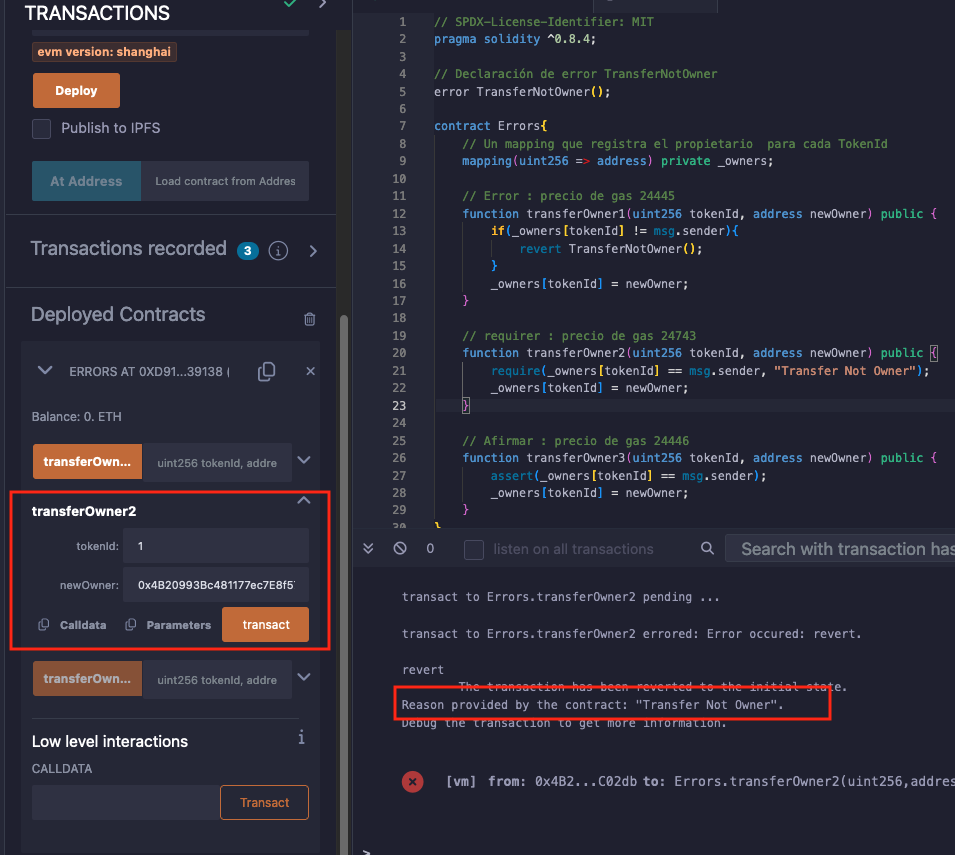 TRANSACTIONS
evm version: shanghai
Deploy
Publish to IPFS
At Address
Load contract from Addres
Transactions recorded 3 i
Deployed Contracts
ERRORS AT 0XD91...39138 (
Balance: 0. ETH
transferOwn...
uint256 tokenId, addre
transferOwner2
tokenId: 1
newOwner: 0x4B20993Bc481177ec7E8f57
Calldata Parameters transact
transferOwn...
uint256 tokenId, addre
Low level interactions i
CALLDATA
Transact
1 // SPDX-License-Identifier: MIT
2 pragma solidity ^0.8.4;
3
4 // Declaración de error TransferNotOwner
5 error TransferNotOwner();
6
7 contract Errors{
8 // Un mapping que registra el propietario  para cada TokenId
9 mapping(uint256 => address) private _owners;
10
11 // Error : precio de gas 24445
12 function transferOwner1(uint256 tokenId, address newOwner) public {
13 if(_owners[tokenId] != msg.sender){
14 revert TransferNotOwner();
15 }
16 _owners[tokenId] = newOwner;
17 }
18
19 // requirer : precio de gas 24743
20 function transferOwner2(uint256 tokenId, address newOwner) public {
21 require(_owners[tokenId] == msg.sender, "Transfer Not Owner");
22 _owners[tokenId] = newOwner;
23 }
24
25 // Afirmar : precio de gas 24446
26 function transferOwner3(uint256 tokenId, address newOwner) public {
27 assert(_owners[tokenId] == msg.sender);
28 _owners[tokenId] = newOwner;
29 }
30 }
0 listen on all transactions Search with transaction has
transact to Errors.transferOwner2 pending ...
transact to Errors.transferOwner2 errored: Error occured: revert.
revert
The transaction has been reverted to the initial state.
Reason provided by the contract: "Transfer Not Owner".
Debug the transaction to get more information.
[vm] from: 0x4B2...C02db to: Errors.transferOwner2(uint256,addres
>